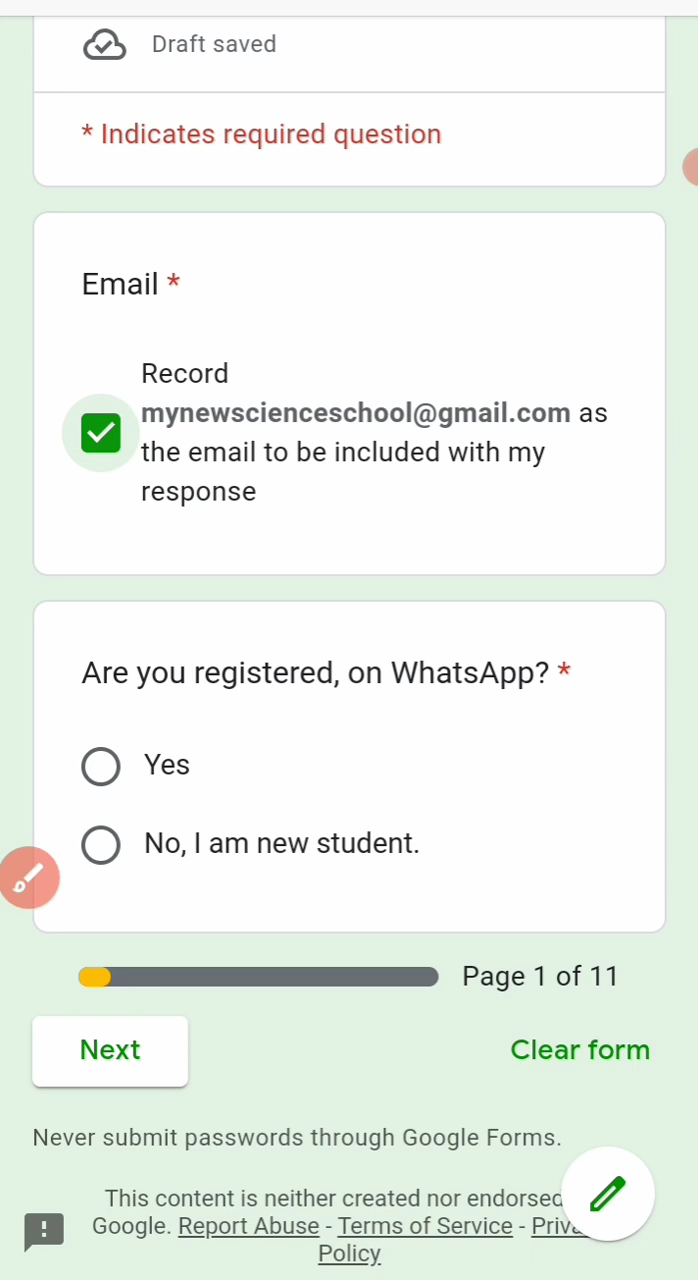 Draft saved
* Indicates required question
Email *
Record
mynewscienceschool@gmail.com as
the email to be included with my
response
Are you registered, on WhatsApp? *
Yes
No, I am new student.
Page 1 of 11
Next
Clear form
Never submit passwords through Google Forms.
This content is neither created nor endorsed
Google. Report Abuse - Terms of Service -
Policy